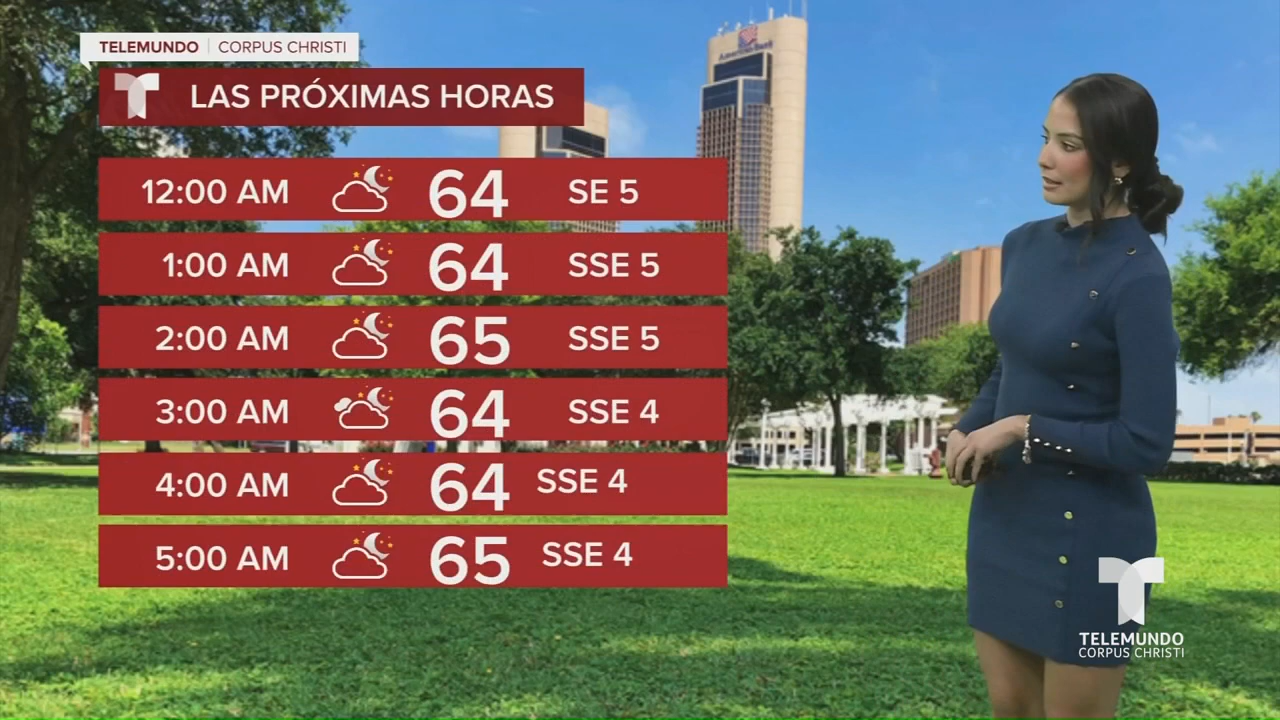 TELEMUNDO | CORPUS CHRISTI
LAS PRÓXIMAS HORAS
12:00 AM 64 SE 5
1:00 AM 64 SSE 5
2:00 AM 65 SSE 5
3:00 AM 64 SSE 4
4:00 AM 64 SSE 4
5:00 AM 65 SSE 4
AmericanBank
TELEMUNDO
CORPUS CHRISTI